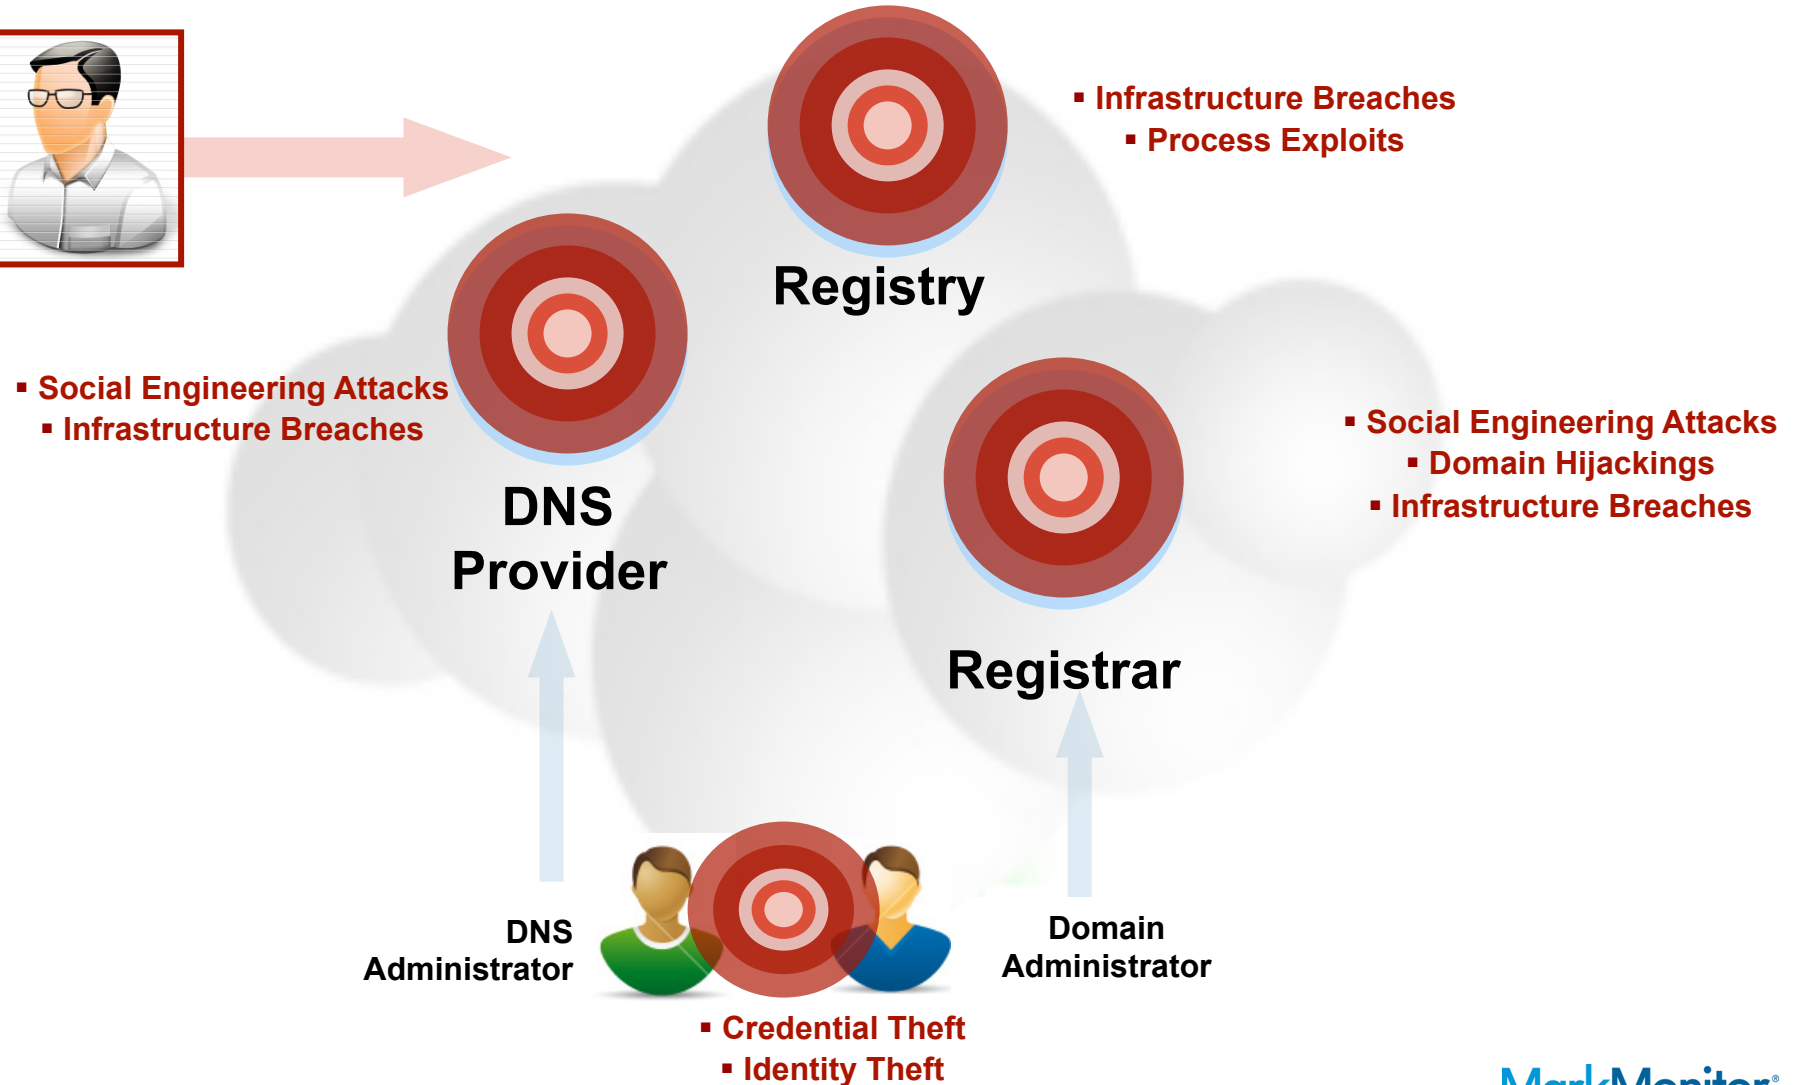 ▪ Infrastructure Breaches
▪ Process Exploits
Registry
▪ Social Engineering Attacks
▪ Infrastructure Breaches
▪ Social Engineering Attacks
▪ Domain Hijackings
▪ Infrastructure Breaches
DNS
Provider
Registrar
DNS
Administrator
Domain
Administrator
▪ Credential Theft
▪ Identity Theft
MarkMonitor®